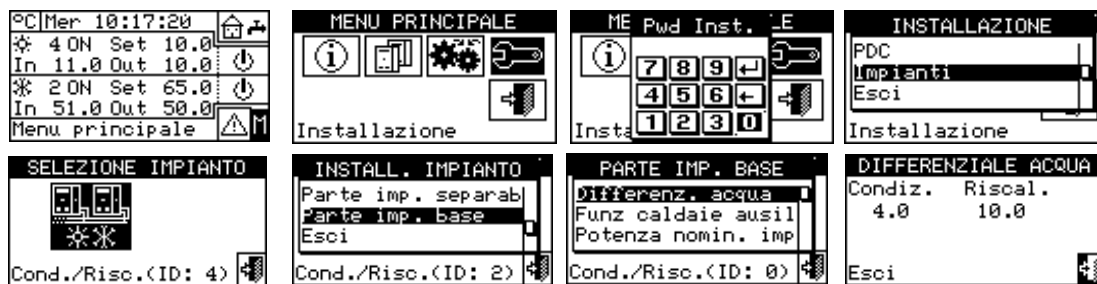 °C Mer 10:17:20
4 ON Set 10.0
In 11.0 Out 10.0
2 ON Set 65.0
In 51.0 Out 50.0
Menu principale M
MENU PRINCIPALE
i
Installazione
ME Pwd Inst. LE
i
7 8 9
4 5 6
1 2 3 0
Insta
INSTALLAZIONE
PDC
Impianti
Esci
Installazione
SELEZIONE IMPIANTO
Cond./Risc.(ID: 4)
INSTALL. IMPIANTO
Parte imp. separab
Parte imp. base
Esci
Cond./Risc.(ID: 2)
PARTE IMP. BASE
Differenz. acqua
Funz caldaie ausil
Potenza nomin. imp
Cond./Risc.(ID: 0)
DIFFERENZIALE ACQUA
Condiz. Riscal.
4.0 10.0
Esci